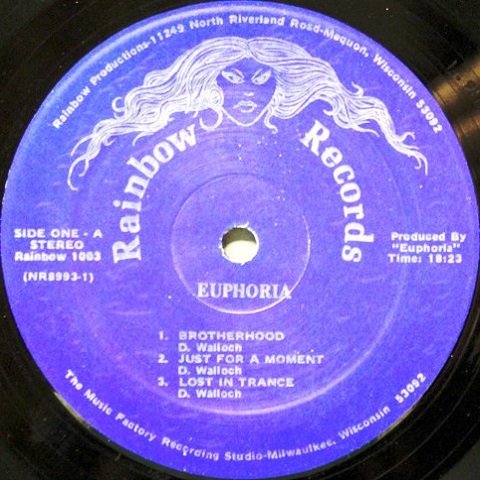 Rainbow Productions-11249 North Riverland Road-Mequon, Wisconsin 53092
Rainbow Records
SIDE ONE - A
STEREO
Rainbow 1003
(NR8993-1)
Produced By
"Euphoria"
Time: 18:23
EUPHORIA
1. BROTHERHOOD
D. Walloch
2. JUST FOR A MOMENT
D. Walloch
3. LOST IN TRANCE
D. Walloch
The Music Factory Recording Studio-Milwaulkee, Wisconsin 53092